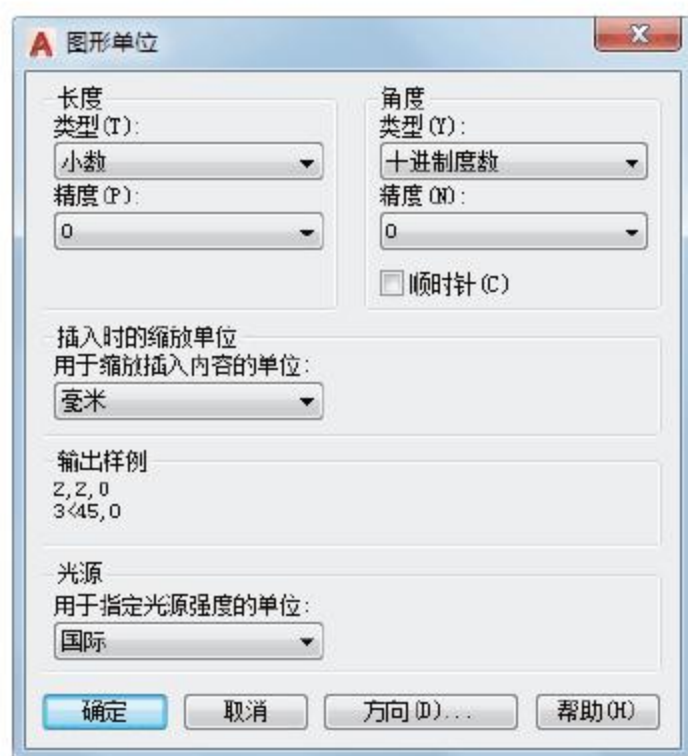 图形单位
长度
类型(T):
小数
精度(P):
0
角度
类型(Y):
十进制度数
精度(N):
0
顺时针(C)
插入时的缩放单位
用于缩放插入内容的单位:
毫米
输出样例
2,2,0
3<45,0
光源
用于指定光源强度的单位:
国际
确定
取消
方向(D)...
帮助(H)